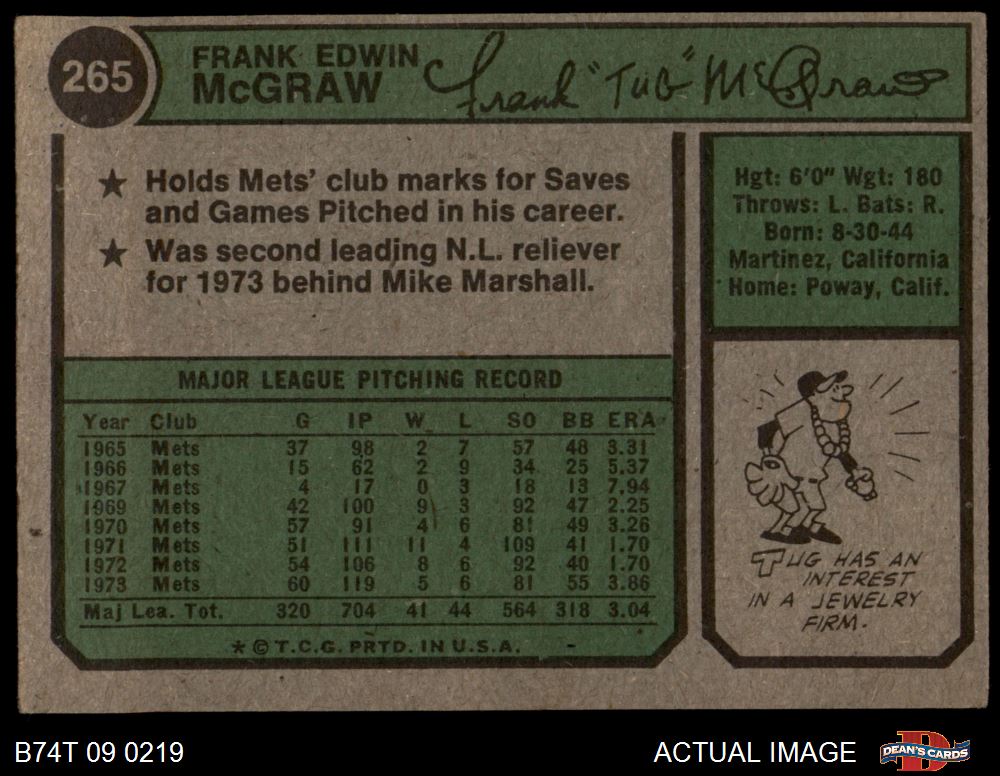 265
FRANK EDWIN
McGRAW
Frank "Tug" McGraw
★ Holds Mets' club marks for Saves
and Games Pitched in his career.
★ Was second leading N.L. reliever
for 1973 behind Mike Marshall.
Hgt: 6'0" Wgt: 180
Throws: L. Bats: R.
Born: 8-30-44
Martinez, California
Home: Poway, Calif.
MAJOR LEAGUE PITCHING RECORD
Year Club G IP W L SO BB ERA
1965 Mets 37 98 2 7 57 48 3.31
1966 Mets 15 62 2 9 34 25 5.37
1967 Mets 4 17 0 3 18 13 7.94
1969 Mets 42 100 9 3 92 47 2.25
1970 Mets 57 91 4 6 81 49 3.26
1971 Mets 51 111 11 4 109 41 1.70
1972 Mets 54 106 8 6 92 40 1.70
1973 Mets 60 119 5 6 81 55 3.86
Maj Lea. Tot. 320 704 41 44 564 318 3.04
* © T.C.G. PRTD. IN U.S.A.
TUG HAS AN
INTEREST
IN A JEWELRY
FIRM.
B74T 09 0219
ACTUAL IMAGE
DEAN'S CARDS